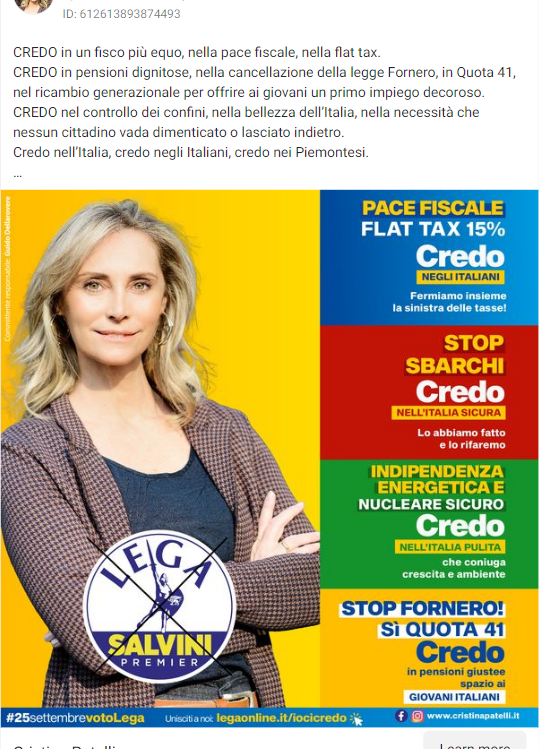 ID: 612613893874493
CREDO in un fisco più equo, nella pace fiscale, nella flat tax.
CREDO in pensioni dignitose, nella cancellazione della legge Fornero, in Quota 41,
nel ricambio generazionale per offrire ai giovani un primo impiego decoroso.
CREDO nel controllo dei confini, nella bellezza dell'Italia, nella necessità che
nessun cittadino vada dimenticato o lasciato indietro.
Credo nell'Italia, credo negli Italiani, credo nei Piemontesi.
...
Committente responsabile: Guido Dellarovere
PACE FISCALE
FLAT TAX 15%
Credo
NEGLI ITALIANI
Fermiamo insieme
la sinistra delle tasse!
STOP
SBARCHI
Credo
NELL'ITALIA SICURA
Lo abbiamo fatto
e lo rifaremo
INDIPENDENZA
ENERGETICA E
NUCLEARE SICURO
Credo
NELL'ITALIA PULITA
che coniuga
crescita e ambiente
STOP FORNERO!
Sì QUOTA 41
Credo
in pensioni giustee
spazio ai
GIOVANI ITALIANI
LEGA
SALVINI
PREMIER
#25settembrevotoLega
Unisciti a noi: legaonline.it/iocicredo
www.cristinapatelli.it